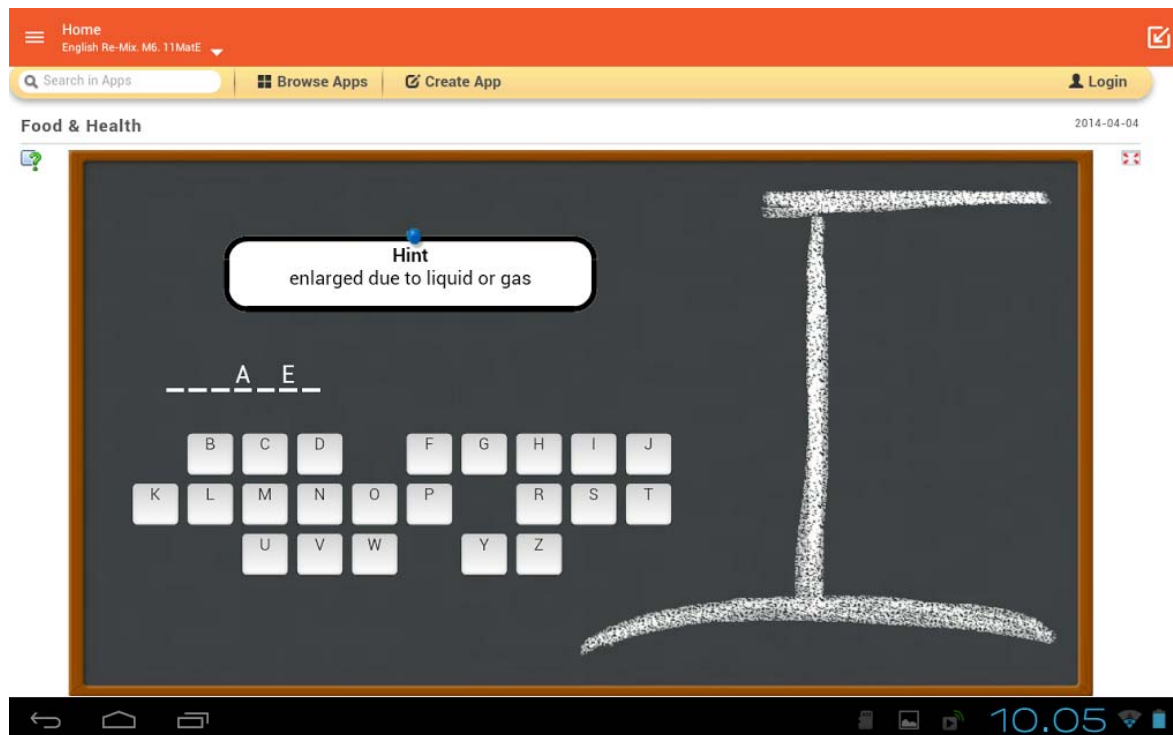 Home
English Re-Mix. M6. 11MatE
Search in Apps
Browse Apps
Create App
Login
Food & Health
2014-04-04
Hint
enlarged due to liquid or gas
_ _ _ A _ E _
B C D F G H I J
K L M N O P R S T
U V W Y Z
10.05